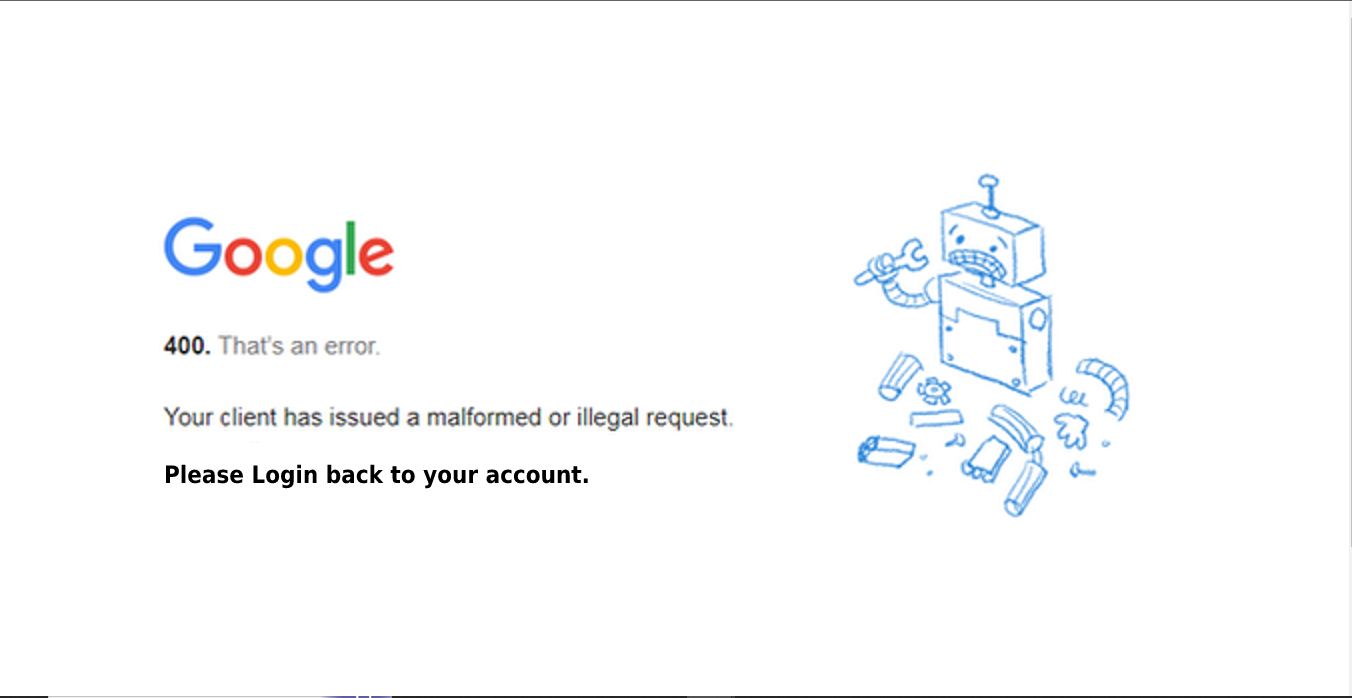 Google
400. That's an error.
Your client has issued a malformed or illegal request.
Please Login back to your account.